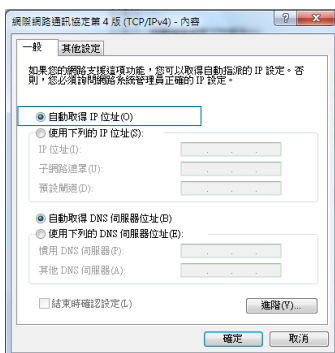 網際網路通訊協定第 4 版 (TCP/IPv4) - 內容
一般
其他設定
如果您的網路支援這項功能，您可以取得自動指派的 IP 設定。否
則，您必須詢問網路系統管理員正確的 IP 設定。
自動取得 IP 位址(O)
使用下列的 IP 位址(S):
IP 位址(I):
子網路遮罩(U):
預設閘道(D):
自動取得 DNS 伺服器位址(B)
使用下列的 DNS 伺服器位址(E):
慣用 DNS 伺服器(P):
其他 DNS 伺服器(A):
結束時確認設定(L)
進階(V)...
確定
取消